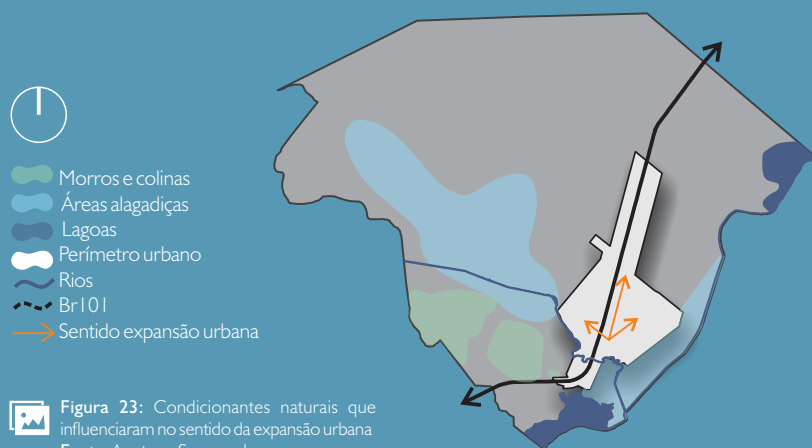 Morros e colinas
Áreas alagadiças
Lagoas
Perímetro urbano
Rios
Br101
Sentido expansão urbana
Figura 23: Condicionantes naturais que
influenciaram no sentido da expansão urbana